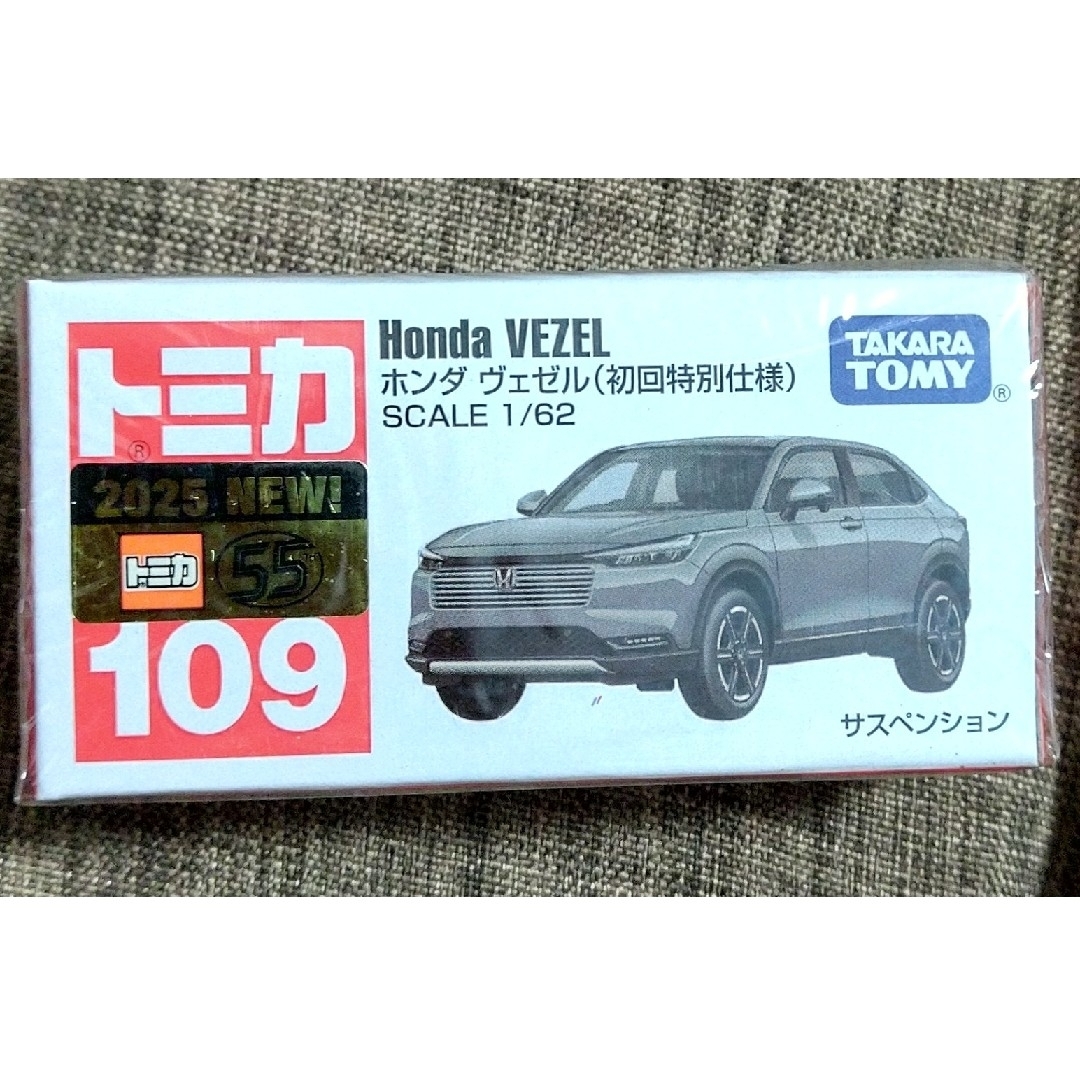 トミカ
®
2025 NEW!
トミカ
55
109
Honda VEZEL
ホンダ ヴェゼル(初回特別仕様)
SCALE 1/62
TAKARA
TOMY
®
サスペンション